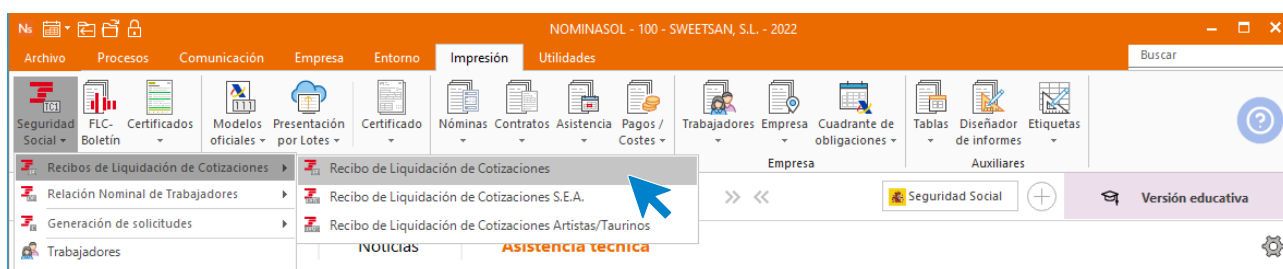 Ns NOMINASOL - 100 - SWEETSAN, S.L. - 2022
Archivo Procesos Comunicación Empresa Entorno Impresión Utilidades Buscar
TC1
Seguridad Social FLC-Boletín Certificados Modelos oficiales Presentación por Lotes Certificado Nóminas Contratos Asistencia Pagos / Costes Trabajadores Empresa Cuadrante de obligaciones Tablas Diseñador de informes Etiquetas ?
Empresa Auxiliares
Recibos de Liquidación de Cotizaciones Recibo de Liquidación de Cotizaciones
Relación Nominal de Trabajadores Recibo de Liquidación de Cotizaciones S.E.A. Seguridad Social Versión educativa
Generación de solicitudes Recibo de Liquidación de Cotizaciones Artistas/Taurinos
Trabajadores Noticias Asistencia técnica